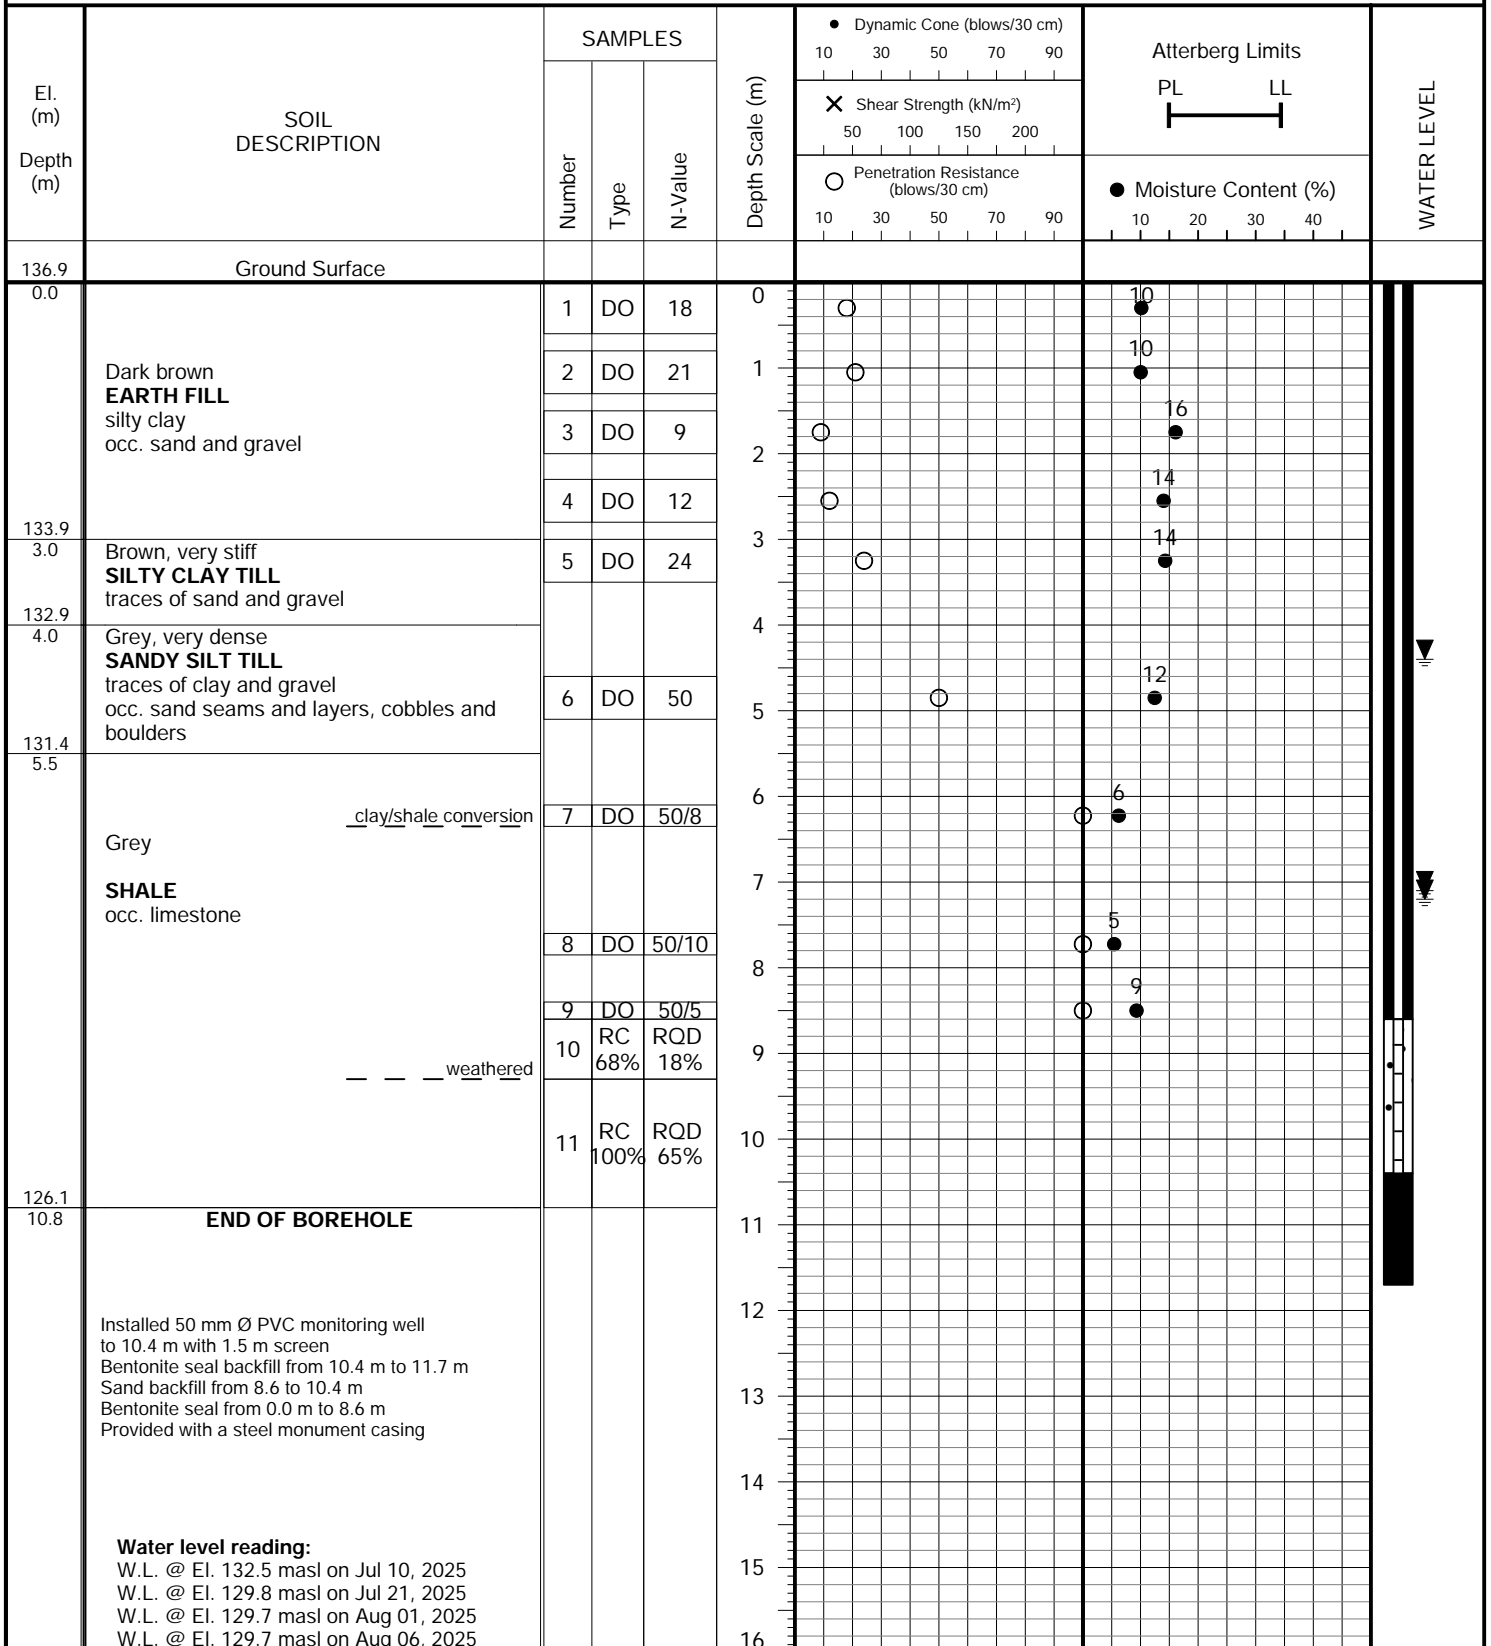 El.
(m)
Depth
(m)
SOIL
DESCRIPTION
SAMPLES
Number
Type
N-Value
Depth Scale (m)
Dynamic Cone (blows/30 cm)
10 30 50 70 90
Shear Strength (kN/m²)
50 100 150 200
Penetration Resistance
(blows/30 cm)
10 30 50 70 90
Atterberg Limits
PL LL
Moisture Content (%)
10 20 30 40
WATER LEVEL
136.9 Ground Surface
0.0
1 DO 18
0
10
Dark brown
EARTH FILL
silty clay
occ. sand and gravel
2 DO 21
1
10
3 DO 9
16
2
4 DO 12
14
133.9
3.0
Brown, very stiff
SILTY CLAY TILL
traces of sand and gravel
5 DO 24
3
14
132.9
4.0
Grey, very dense
SANDY SILT TILL
traces of clay and gravel
occ. sand seams and layers, cobbles and
boulders
4
6 DO 50
12
5
131.4
5.5
6
6
clay/shale conversion
7 DO 50/8
Grey
SHALE
occ. limestone
7
8 DO 50/10
5
8
9 DO 50/5
9
10 RC RQD
68% 18%
9
weathered
11 RC RQD
100% 65%
10
126.1
10.8
END OF BOREHOLE
11
12
Installed 50 mm Ø PVC monitoring well
to 10.4 m with 1.5 m screen
Bentonite seal backfill from 10.4 m to 11.7 m
Sand backfill from 8.6 to 10.4 m
Bentonite seal from 0.0 m to 8.6 m
Provided with a steel monument casing
13
14
Water level reading:
W.L. @ El. 132.5 masl on Jul 10, 2025
W.L. @ El. 129.8 masl on Jul 21, 2025
W.L. @ El. 129.7 masl on Aug 01, 2025
W.L. @ El. 129.7 masl on Aug 06, 2025
15
16